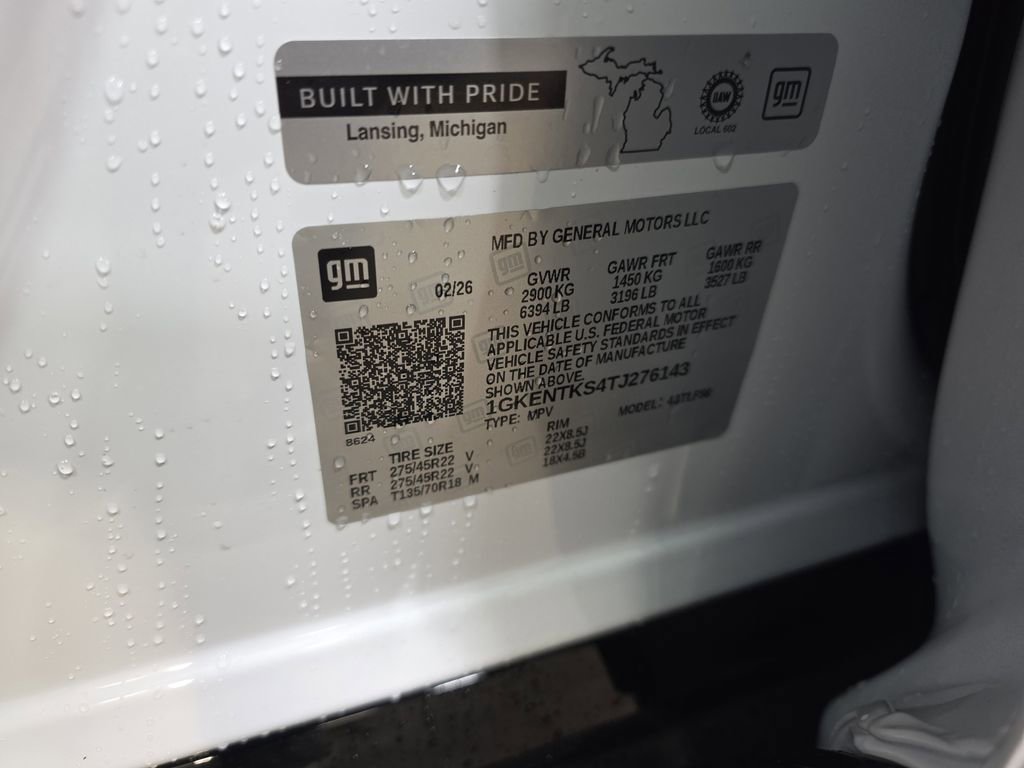 BUILT WITH PRIDE
Lansing, Michigan
UAW
LOCAL 602
gm
MFD BY GENERAL MOTORS LLC
gm
02/26
GVWR GAWR FRT GAWR RR
2900 KG 1450 KG 1600 KG
6394 LB 3196 LB 3527 LB
THIS VEHICLE CONFORMS TO ALL
APPLICABLE U.S. FEDERAL MOTOR
VEHICLE SAFETY STANDARDS IN EFFECT
ON THE DATE OF MANUFACTURE
SHOWN ABOVE.
1GKENTKS4TJ276143
TYPE: MPV MODEL:
8624
TIRE SIZE RIM
FRT 275/45R22 V 22X8.5J
RR 275/45R22 V 22X8.5J
SPA T135/70R18 M 18X4.5B